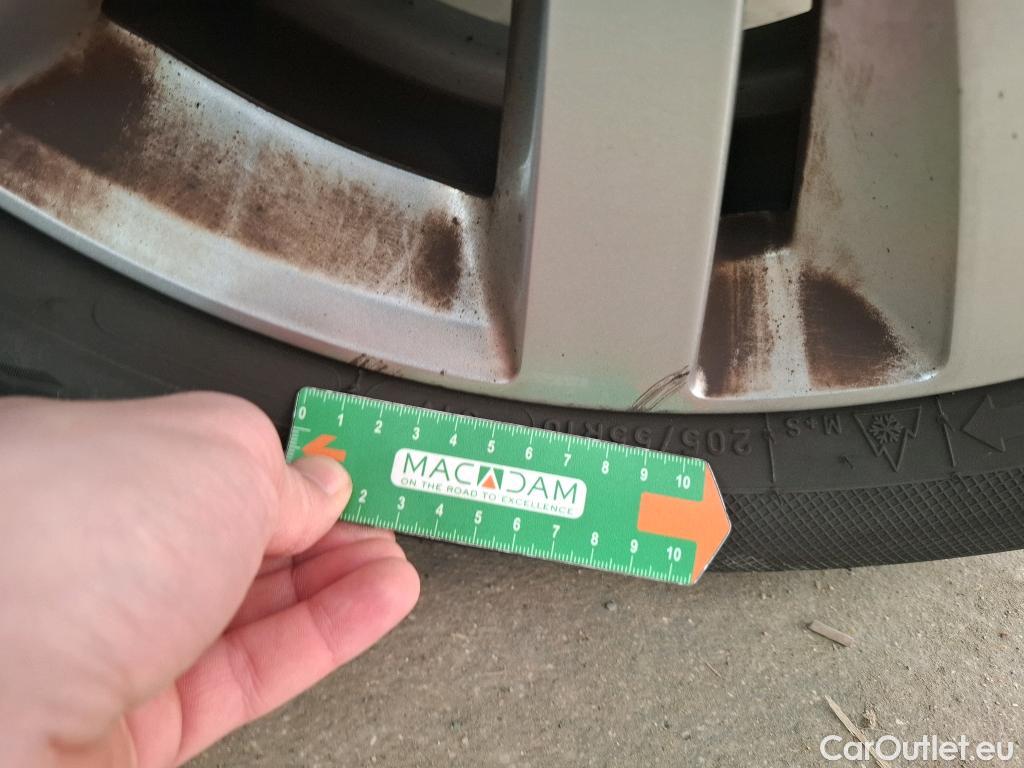 205/55R16
M+S
0 1 2 3 4 5 6 7 8 9 10
MACADAM
ON THE ROAD TO EXCELLENCE
2 3 4 5 6 7 8 9 10
CarOutlet.eu